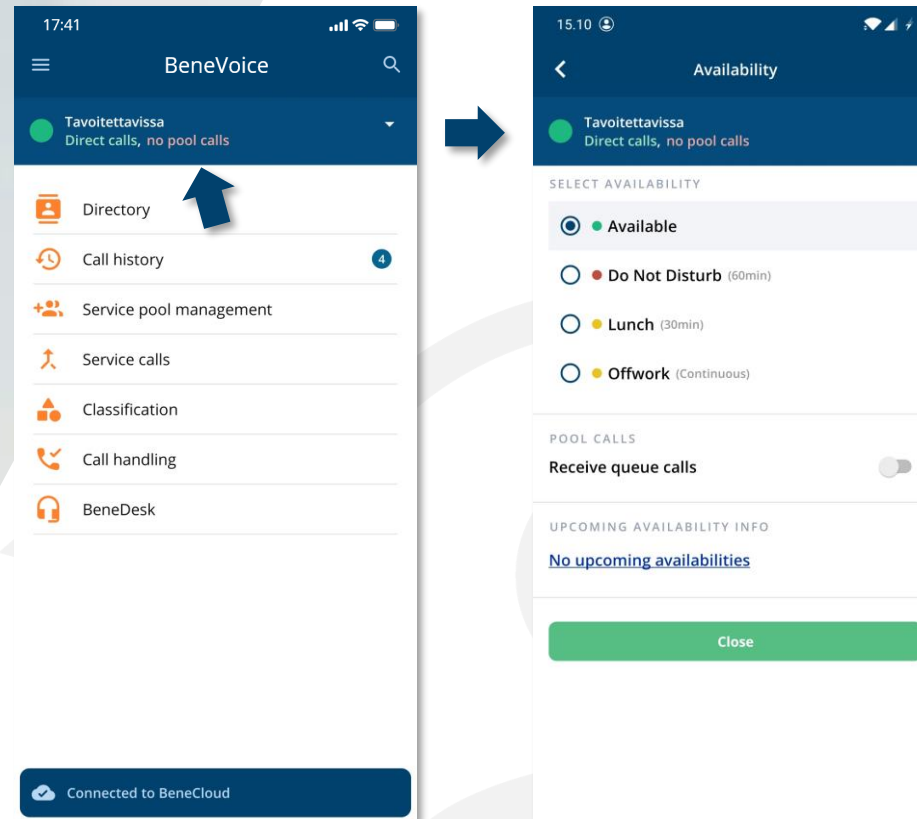 17:41
BeneVoice
Tavoitettavissa
Direct calls, no pool calls
Directory
Call history
4
Service pool management
Service calls
Classification
Call handling
BeneDesk
Connected to BeneCloud
15.10
Availability
Tavoitettavissa
Direct calls, no pool calls
SELECT AVAILABILITY
Available
Do Not Disturb (60min)
Lunch (30min)
Offwork (Continuous)
POOL CALLS
Receive queue calls
UPCOMING AVAILABILITY INFO
No upcoming availabilities
Close